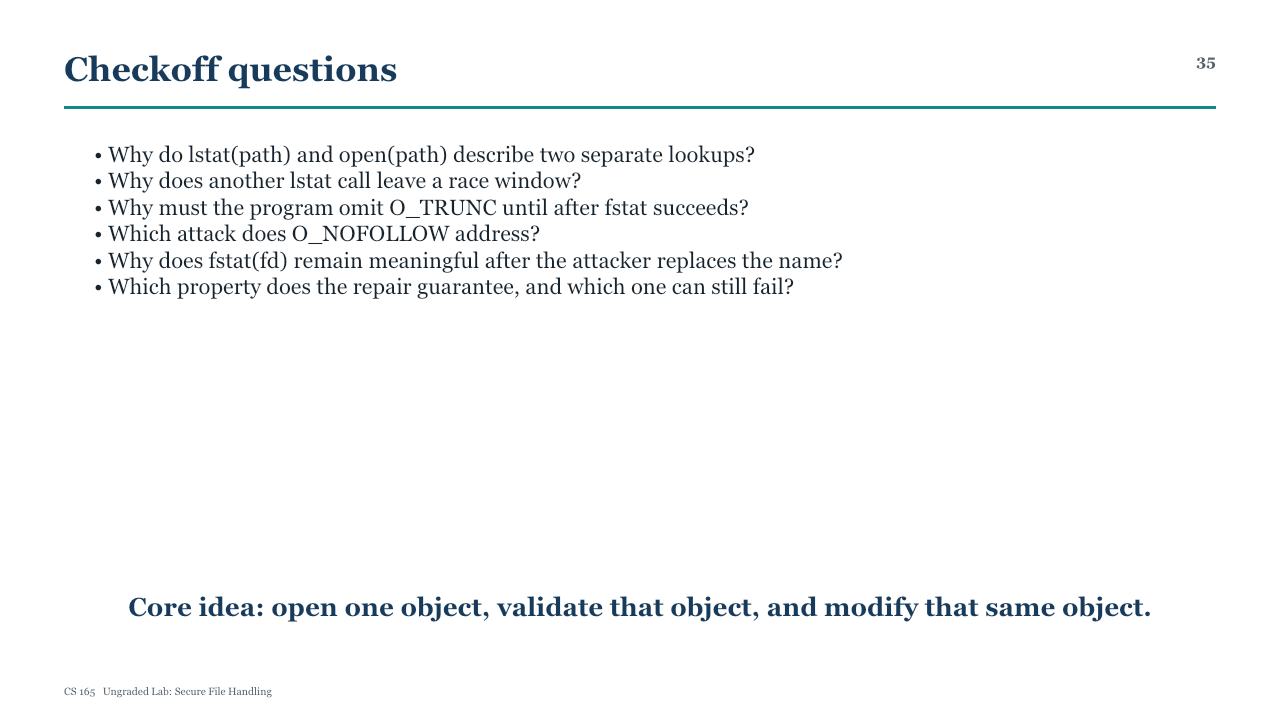 Checkoff questions
35
• Why do lstat(path) and open(path) describe two separate lookups?
• Why does another lstat call leave a race window?
• Why must the program omit O_TRUNC until after fstat succeeds?
• Which attack does O_NOFOLLOW address?
• Why does fstat(fd) remain meaningful after the attacker replaces the name?
• Which property does the repair guarantee, and which one can still fail?
Core idea: open one object, validate that object, and modify that same object.
CS 165 Ungraded Lab: Secure File Handling